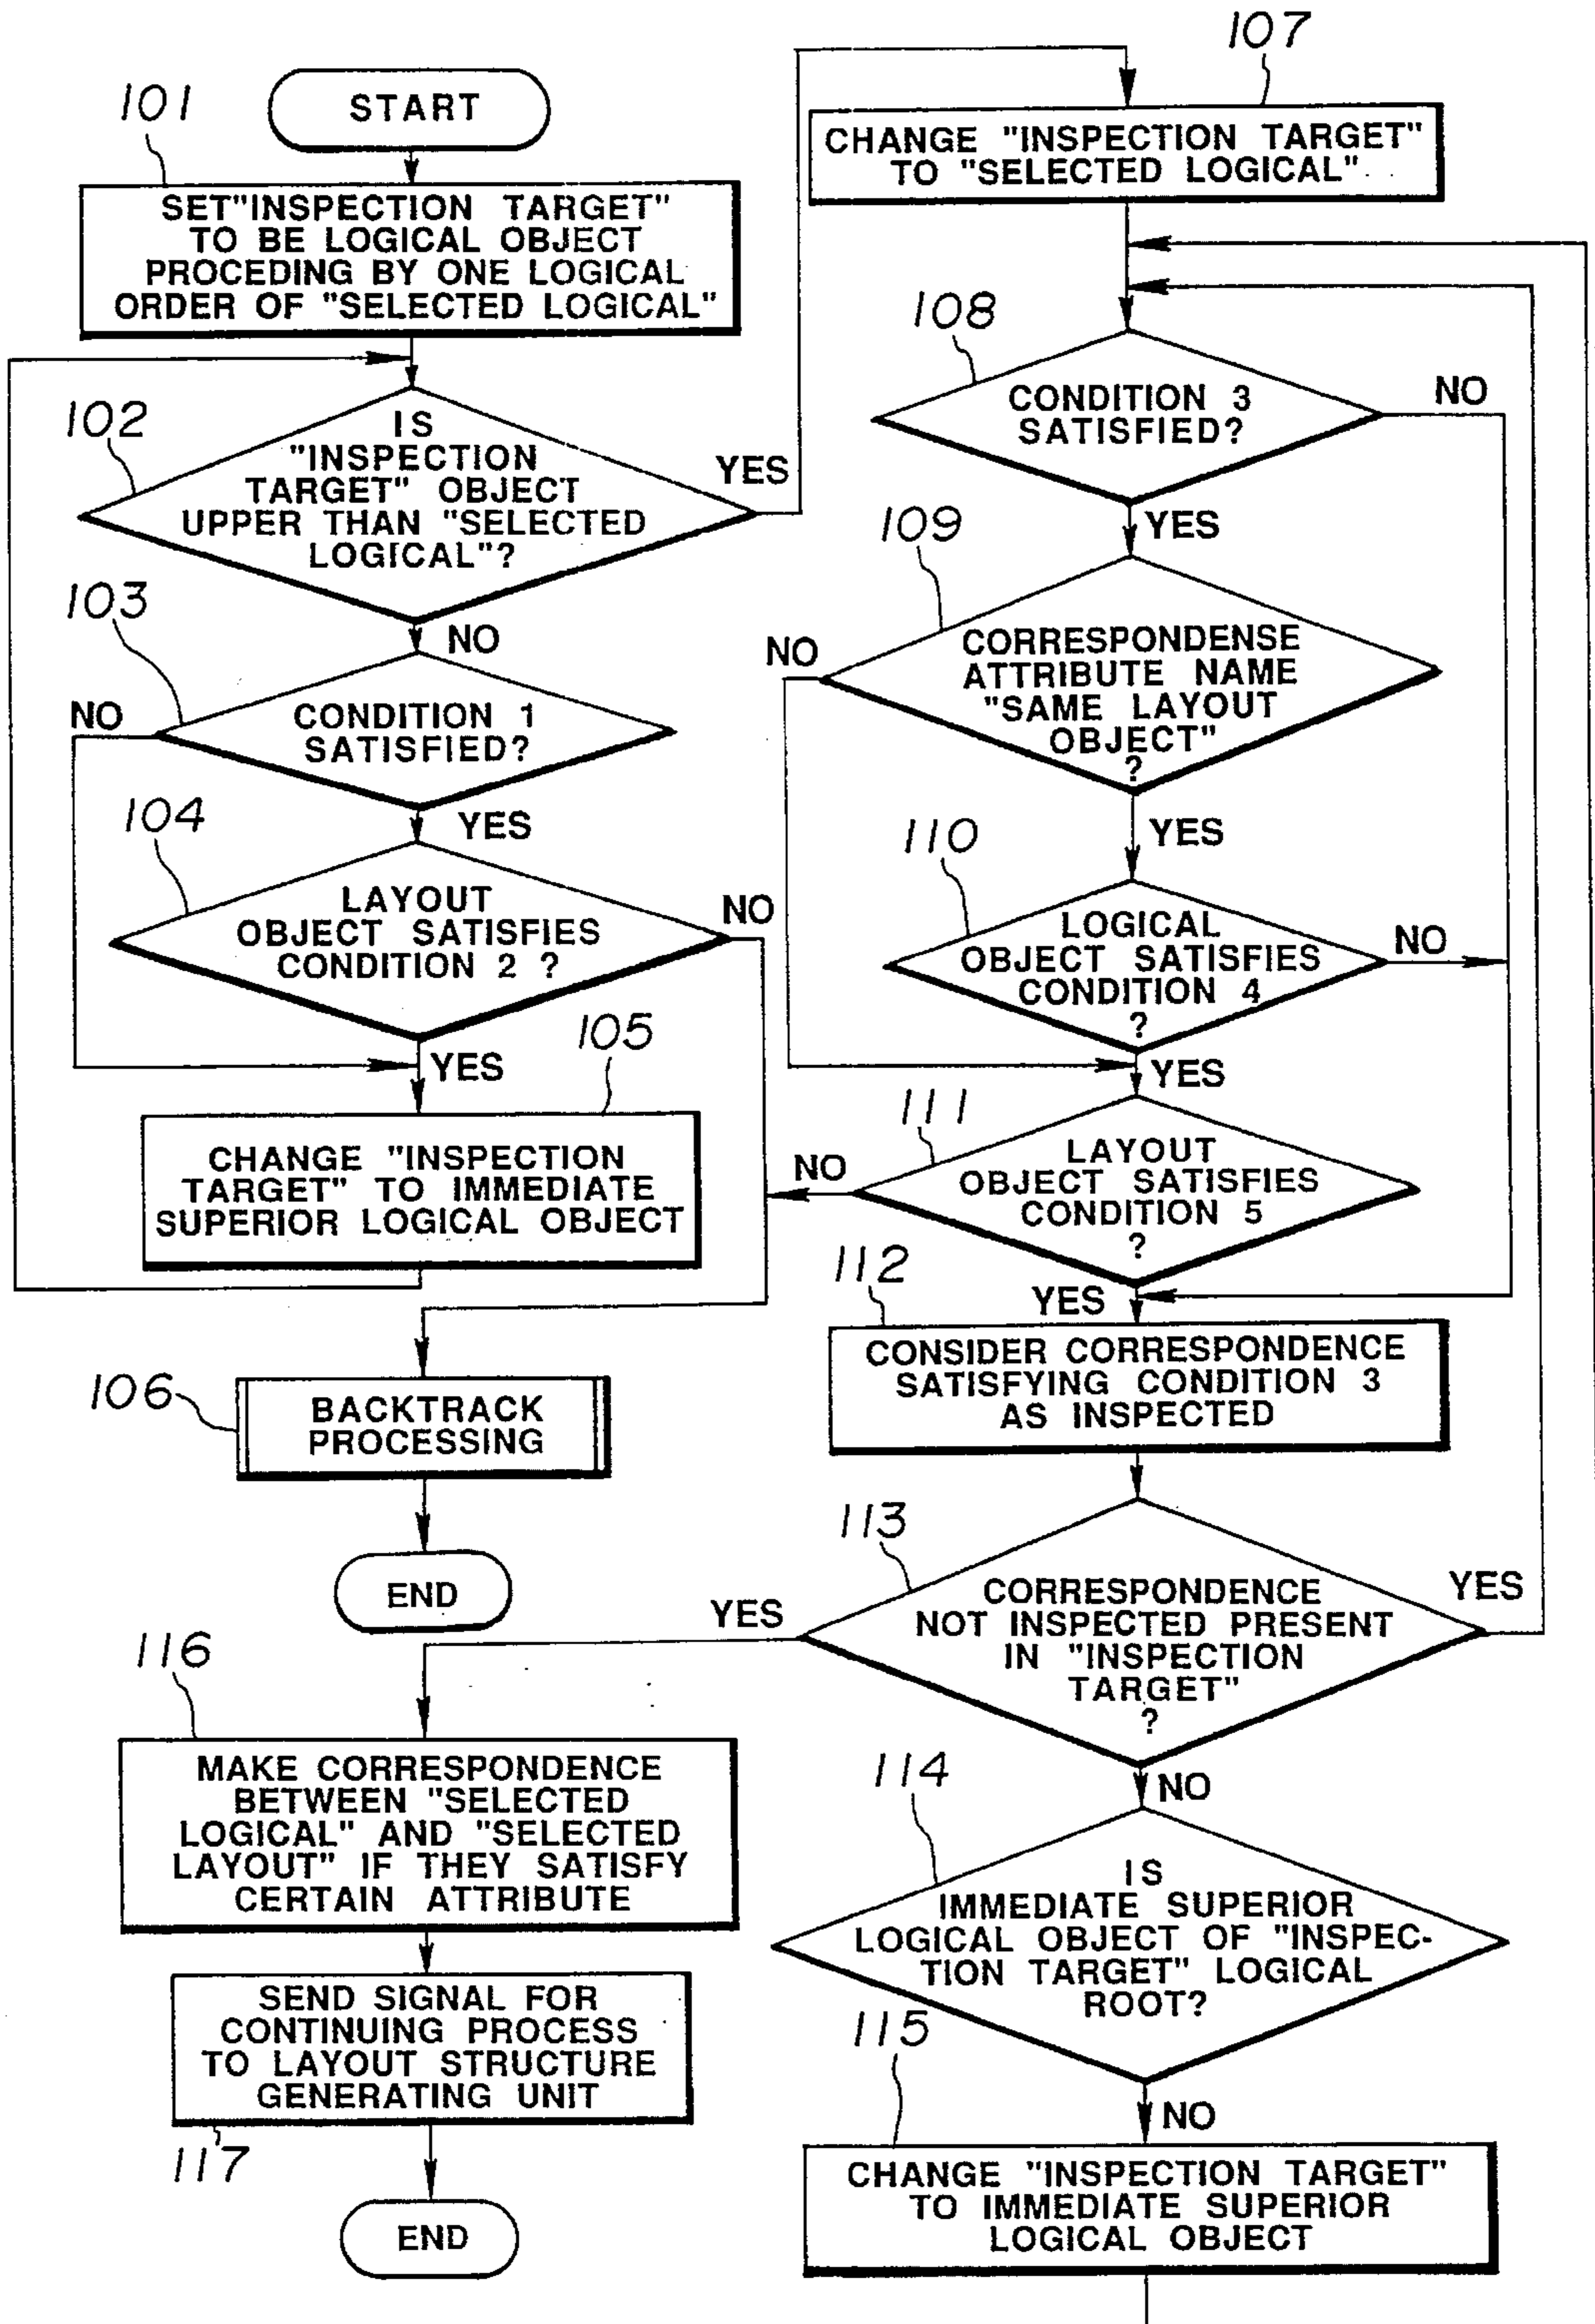 START
101
SET"INSPECTION TARGET"
TO BE LOGICAL OBJECT
PROCEDING BY ONE LOGICAL
ORDER OF "SELECTED LOGICAL"
102
IS
"INSPECTION
TARGET" OBJECT
UPPER THAN "SELECTED
LOGICAL"?
YES
NO
103
CONDITION 1
SATISFIED?
NO
YES
104
LAYOUT
OBJECT SATISFIES
CONDITION 2 ?
NO
YES
105
CHANGE "INSPECTION
TARGET" TO IMMEDIATE
SUPERIOR LOGICAL OBJECT
106
BACKTRACK
PROCESSING
END
107
CHANGE "INSPECTION TARGET"
TO "SELECTED LOGICAL"
108
CONDITION 3
SATISFIED?
NO
YES
109
CORRESPONDENSE
ATTRIBUTE NAME
"SAME LAYOUT
OBJECT"
?
NO
YES
110
LOGICAL
OBJECT SATISFIES
CONDITION 4
?
NO
YES
111
LAYOUT
OBJECT SATISFIES
CONDITION 5
?
NO
YES
112
CONSIDER CORRESPONDENCE
SATISFYING CONDITION 3
AS INSPECTED
113
CORRESPONDENCE
NOT INSPECTED PRESENT
IN "INSPECTION
TARGET"
?
YES
YES
NO
114
IS
IMMEDIATE SUPERIOR
LOGICAL OBJECT OF "INSPEC-
TION TARGET" LOGICAL
ROOT?
NO
115
CHANGE "INSPECTION TARGET"
TO IMMEDIATE SUPERIOR
LOGICAL OBJECT
116
MAKE CORRESPONDENCE
BETWEEN "SELECTED
LOGICAL" AND "SELECTED
LAYOUT" IF THEY SATISFY
CERTAIN ATTRIBUTE
SEND SIGNAL FOR
CONTINUING PROCESS
TO LAYOUT STRUCTURE
GENERATING UNIT
117
END